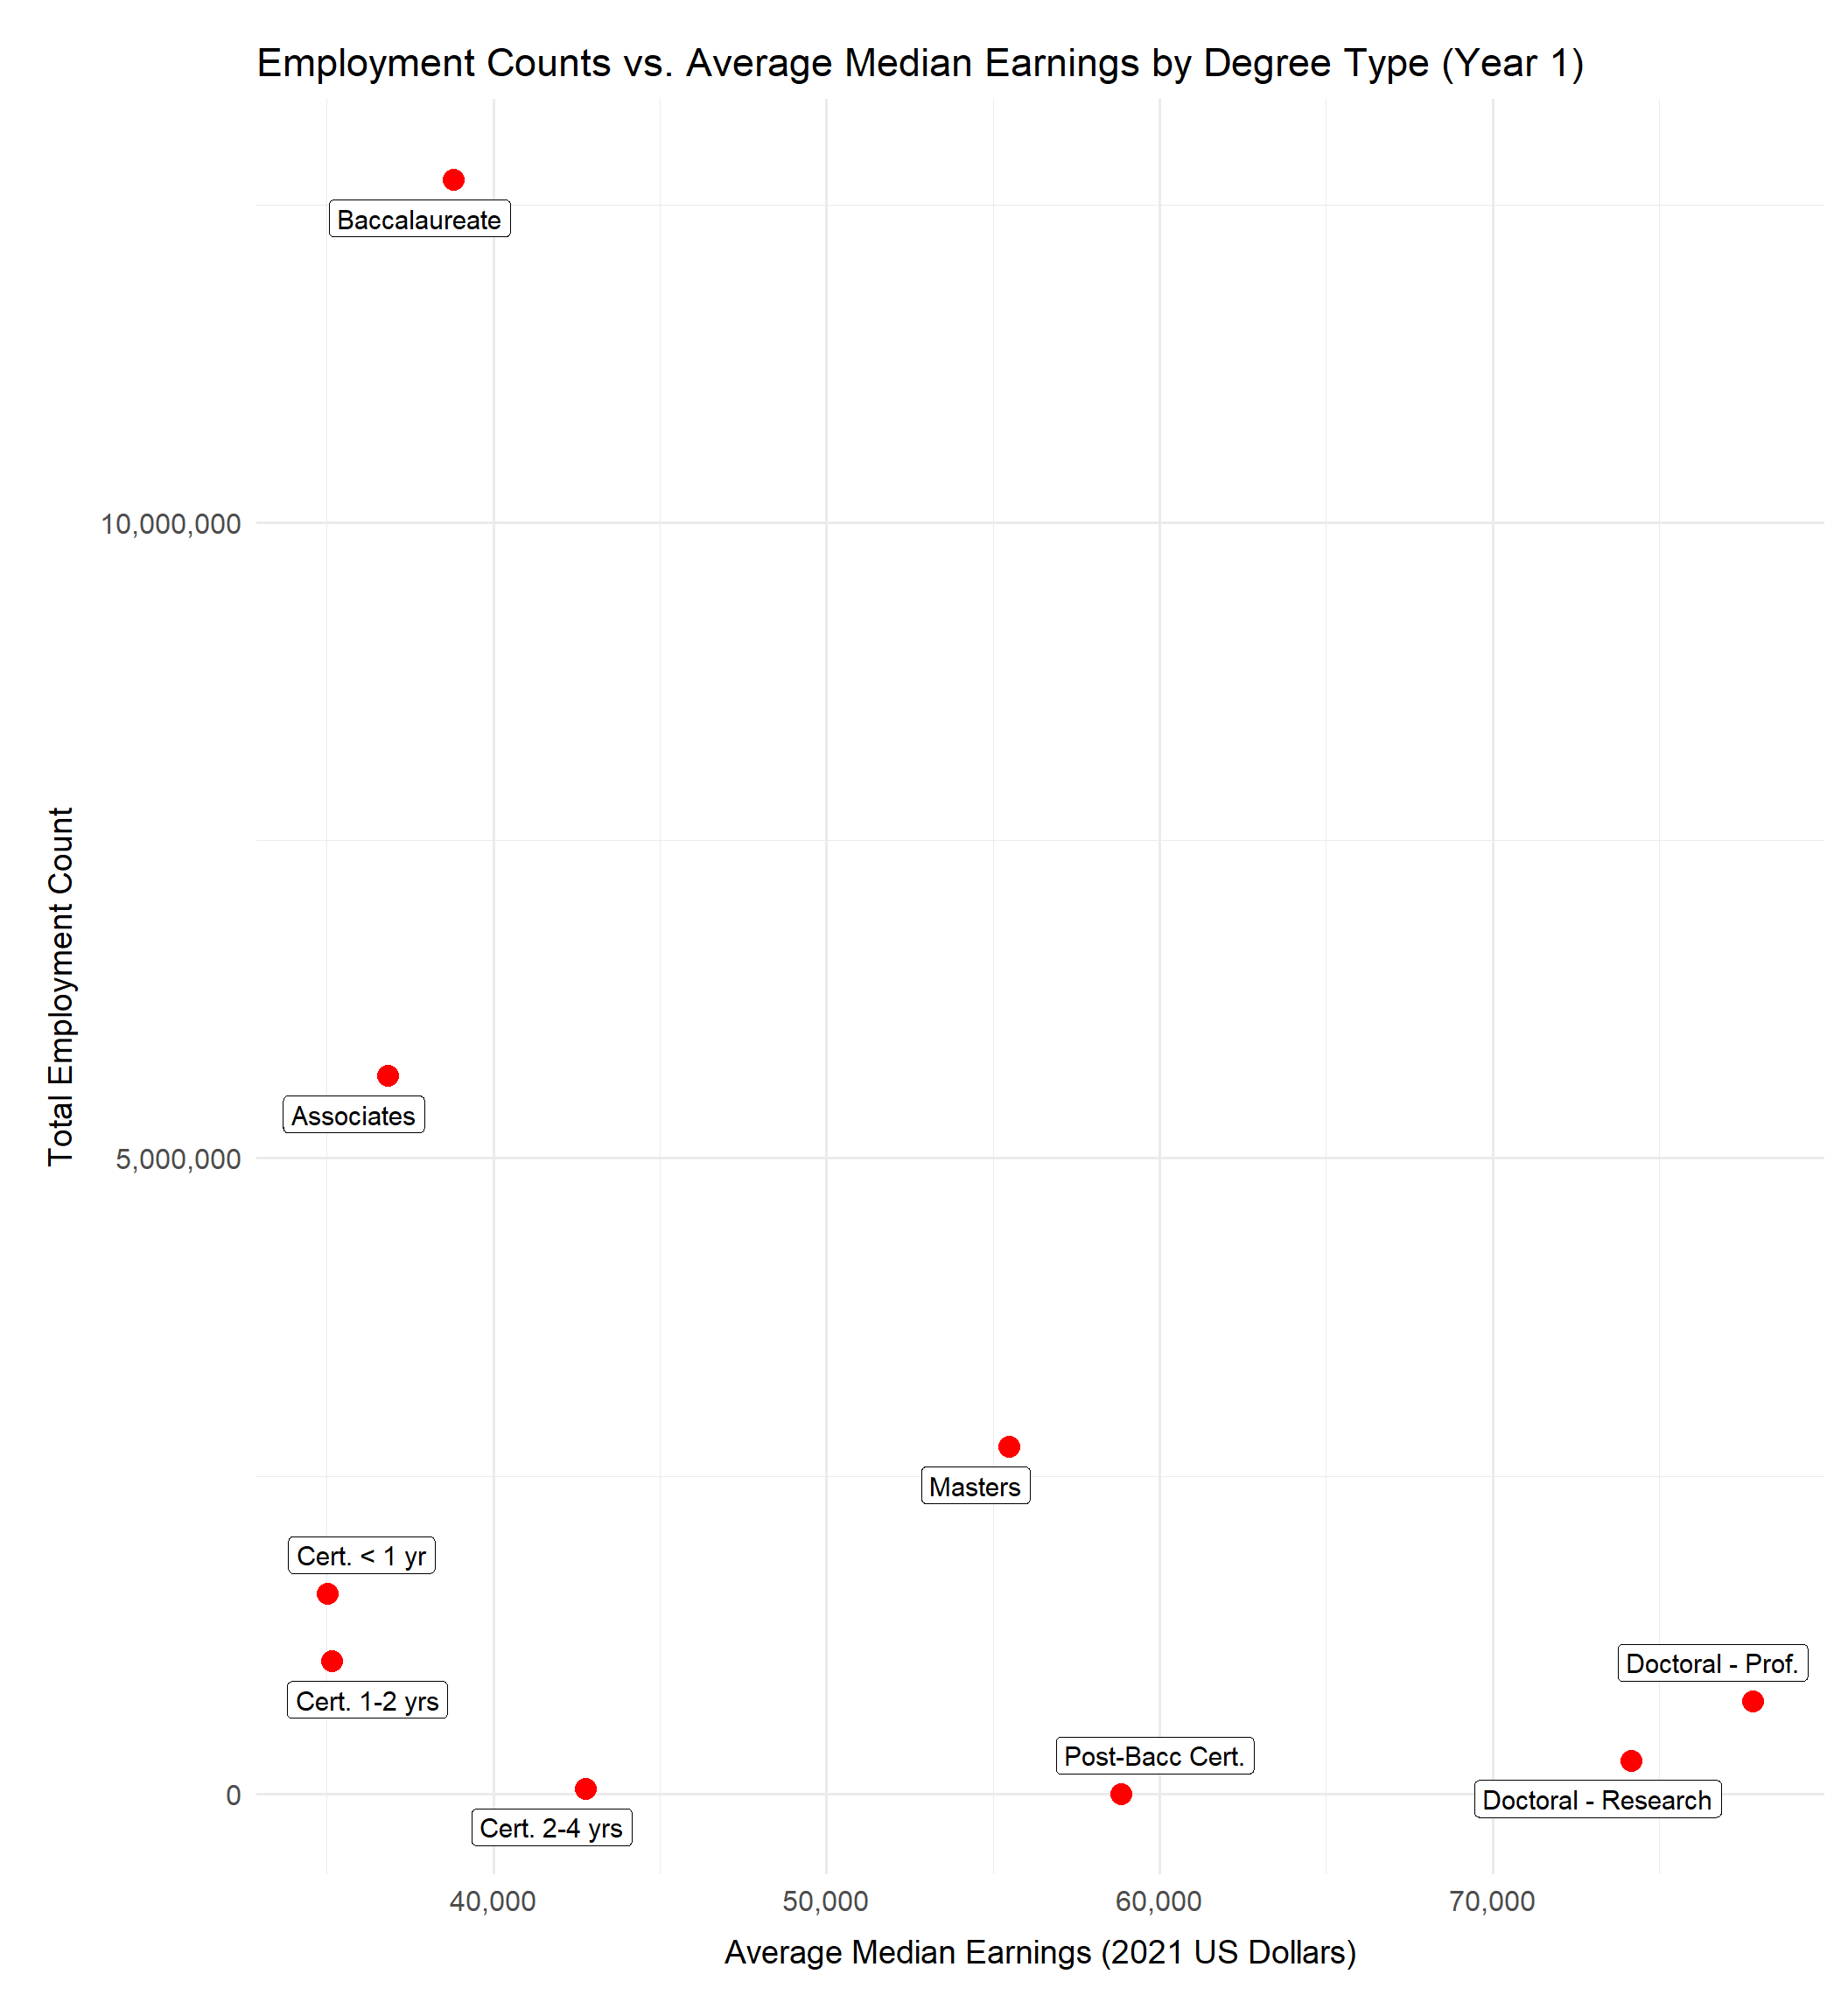 Employment Counts vs. Average Median Earnings by Degree Type (Year 1)
Baccalaureate
10,000,000
Total Employment Count
Associates
5,000,000
Masters
Cert. < 1 yr
Cert. 1-2 yrs
Doctoral - Prof.
Post-Bacc Cert.
Doctoral - Research
0
Cert. 2-4 yrs
40,000
50,000
60,000
70,000
Average Median Earnings (2021 US Dollars)